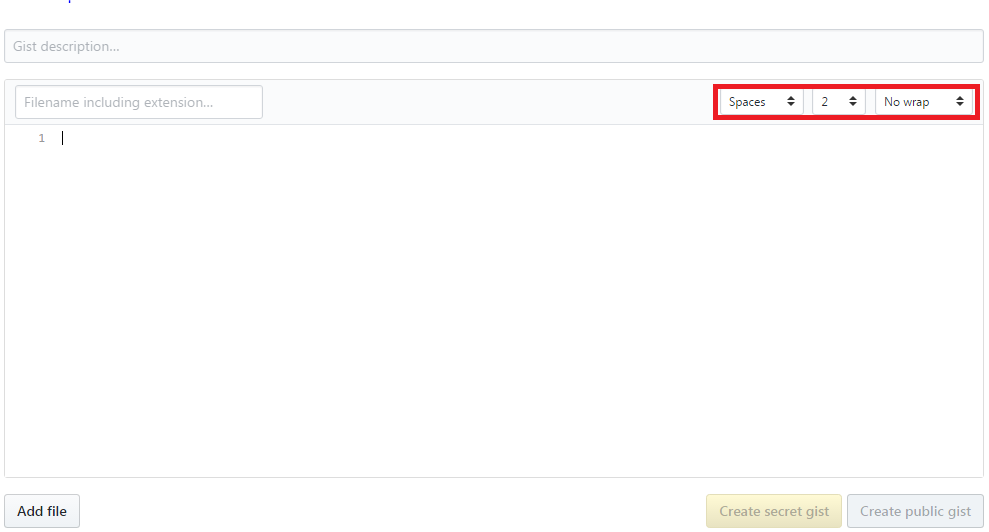 Gist description...
Filename including extension...
Spaces
2
No wrap
1
Add file
Create secret gist
Create public gist